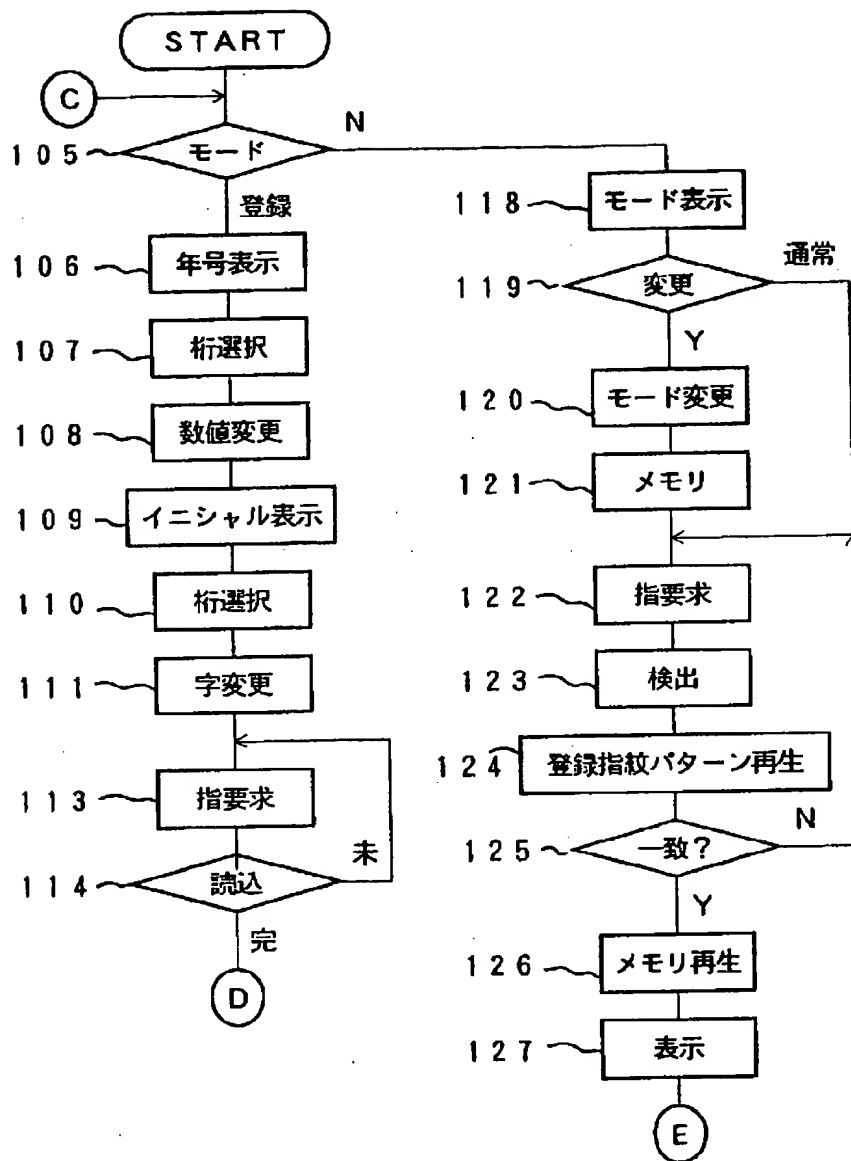 START
C
N
105 モード
登録
106 年号表示
107 桁選択
108 数値変更
109 イニシャル表示
110 桁選択
111 字変更
113 指要求
未
114 読込
完
D
118 モード表示
通常
119 変更
Y
120 モード変更
121 メモリ
122 指要求
123 検出
124 登録指紋パターン再生
N
125 一致?
Y
126 メモリ再生
127 表示
E